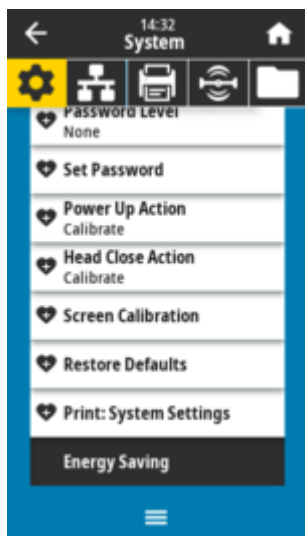 14:32
System
Password Level
None
Set Password
Power Up Action
Calibrate
Head Close Action
Calibrate
Screen Calibration
Restore Defaults
Print: System Settings
Energy Saving